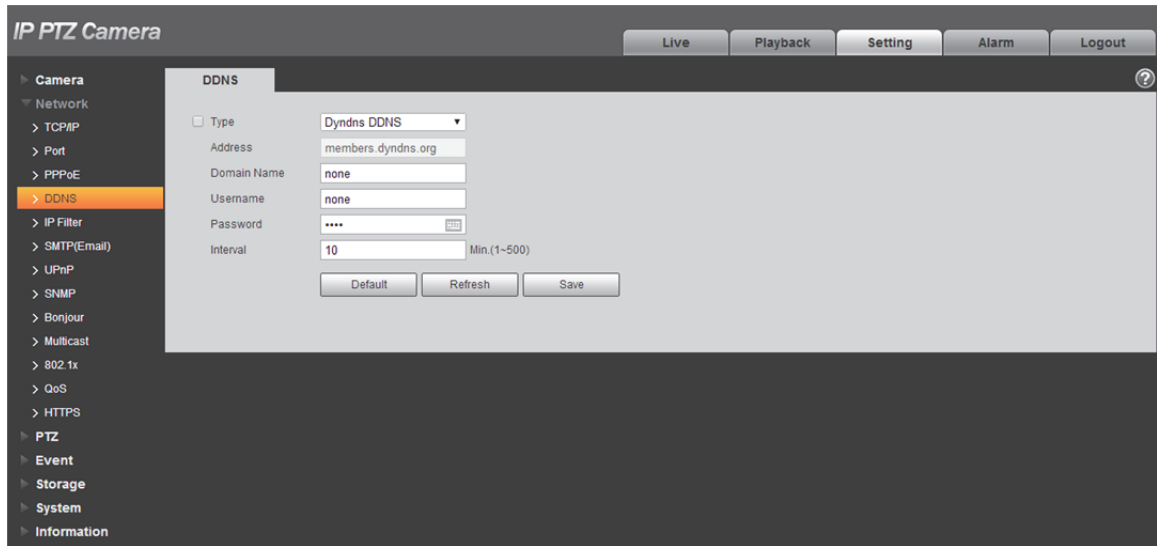 IP PTZ Camera
Live Playback Setting Alarm Logout
Camera
Network
> TCP/IP
> Port
> PPPoE
> DDNS
> IP Filter
> SMTP(Email)
> UPnP
> SNMP
> Bonjour
> Multicast
> 802.1x
> QoS
> HTTPS
PTZ
Event
Storage
System
Information
DDNS
?
Type Dyndns DDNS
Address members.dyndns.org
Domain Name none
Username none
Password ••••
Interval 10 Min.(1~500)
Default Refresh Save